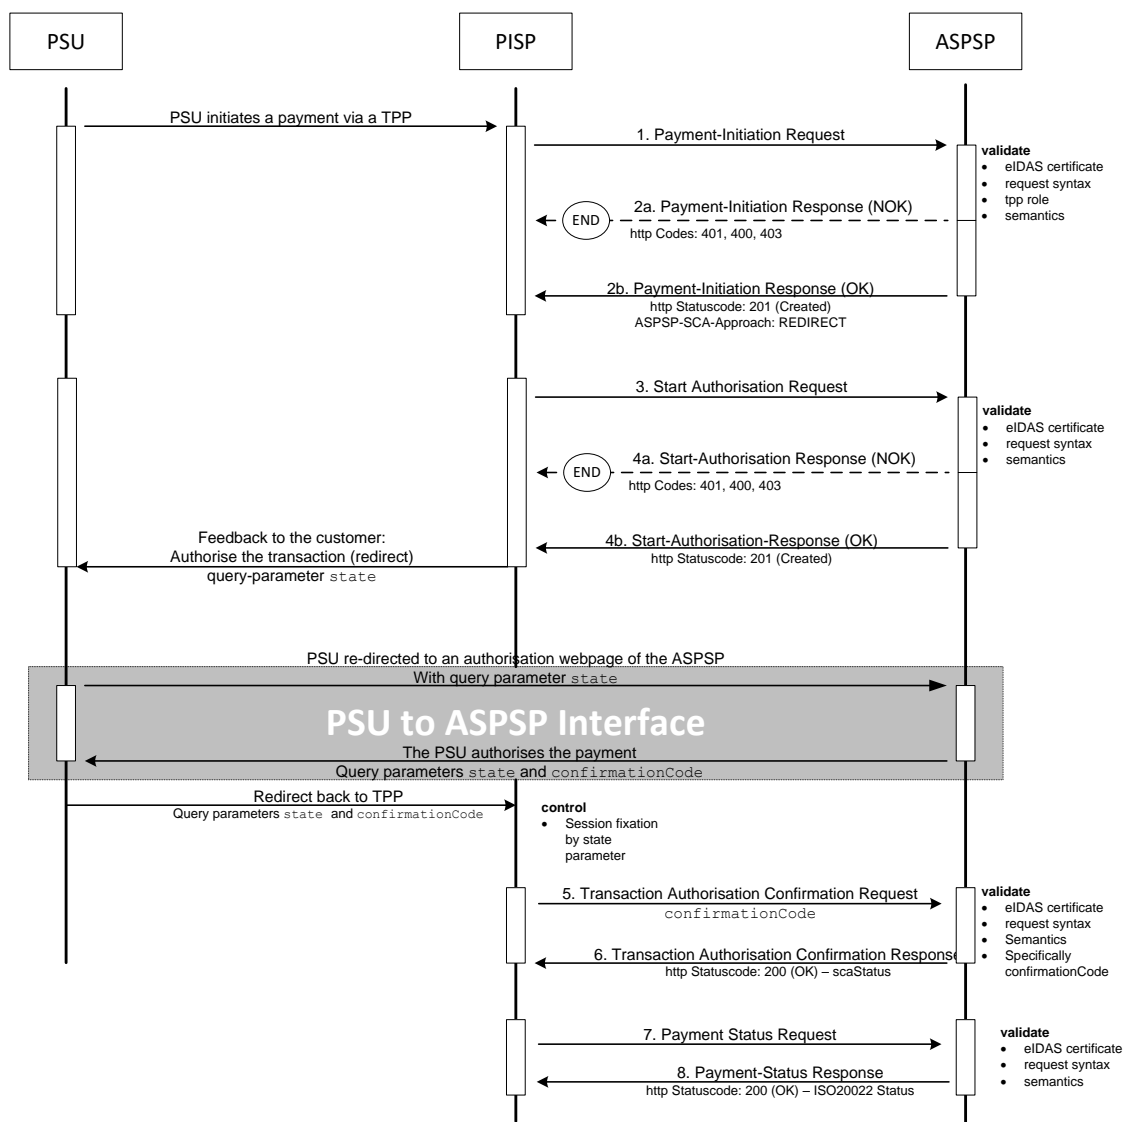 PSU
PISP
ASPSP
PSU initiates a payment via a TPP
1. Payment-Initiation Request
validate
• eIDAS certificate
• request syntax
• tpp role
• semantics
END
2a. Payment-Initiation Response (NOK)
http Codes: 401, 400, 403
2b. Payment-Initiation Response (OK)
http Statuscode: 201 (Created)
ASPSP-SCA-Approach: REDIRECT
3. Start Authorisation Request
validate
• eIDAS certificate
• request syntax
• semantics
END
4a. Start-Authorisation Response (NOK)
http Codes: 401, 400, 403
4b. Start-Authorisation-Response (OK)
http Statuscode: 201 (Created)
Feedback to the customer:
Authorise the transaction (redirect)
query-parameter state
PSU re-directed to an authorisation webpage of the ASPSP
With query parameter state
PSU to ASPSP Interface
The PSU authorises the payment
Query parameters state and confirmationCode
Redirect back to TPP
Query parameters state and confirmationCode
control
• Session fixation
by state
parameter
5. Transaction Authorisation Confirmation Request
confirmationCode
validate
• eIDAS certificate
• request syntax
• Semantics
• Specifically
confirmationCode
6. Transaction Authorisation Confirmation Response
http Statuscode: 200 (OK) – scaStatus
7. Payment Status Request
validate
• eIDAS certificate
• request syntax
• semantics
8. Payment-Status Response
http Statuscode: 200 (OK) – ISO20022 Status